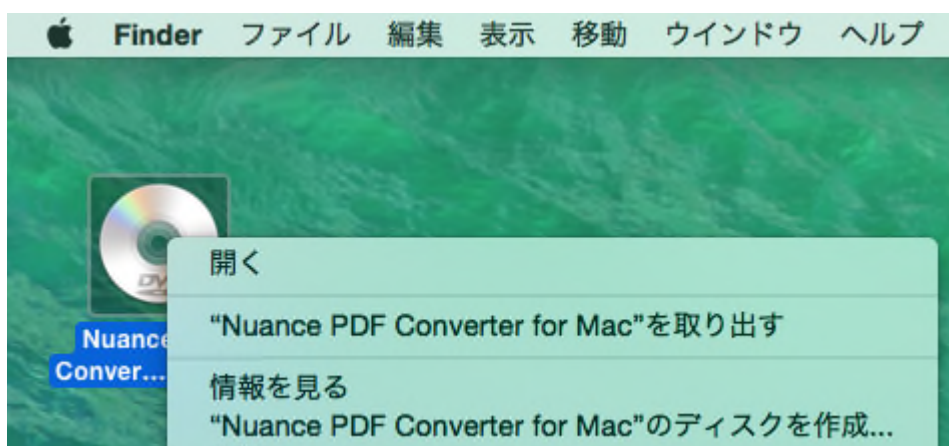 Finder ファイル 編集 表示 移動 ウインドウ ヘルプ
DV
Nuance
Conver...
開く
“Nuance PDF Converter for Mac”を取り出す
情報を見る
“Nuance PDF Converter for Mac”のディスクを作成...